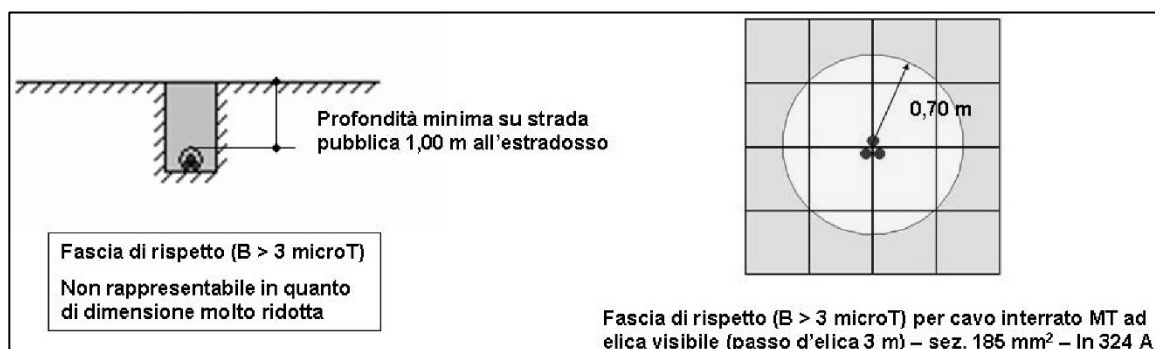 Profondità minima su strada
pubblica 1,00 m all'estradosso
Fascia di rispetto (B > 3 microT)
Non rappresentabile in quanto
di dimensione molto ridotta
0,70 m
Fascia di rispetto (B > 3 microT) per cavo interrato MT ad
elica visibile (passo d'elica 3 m) – sez. 185 mm² – In 324 A